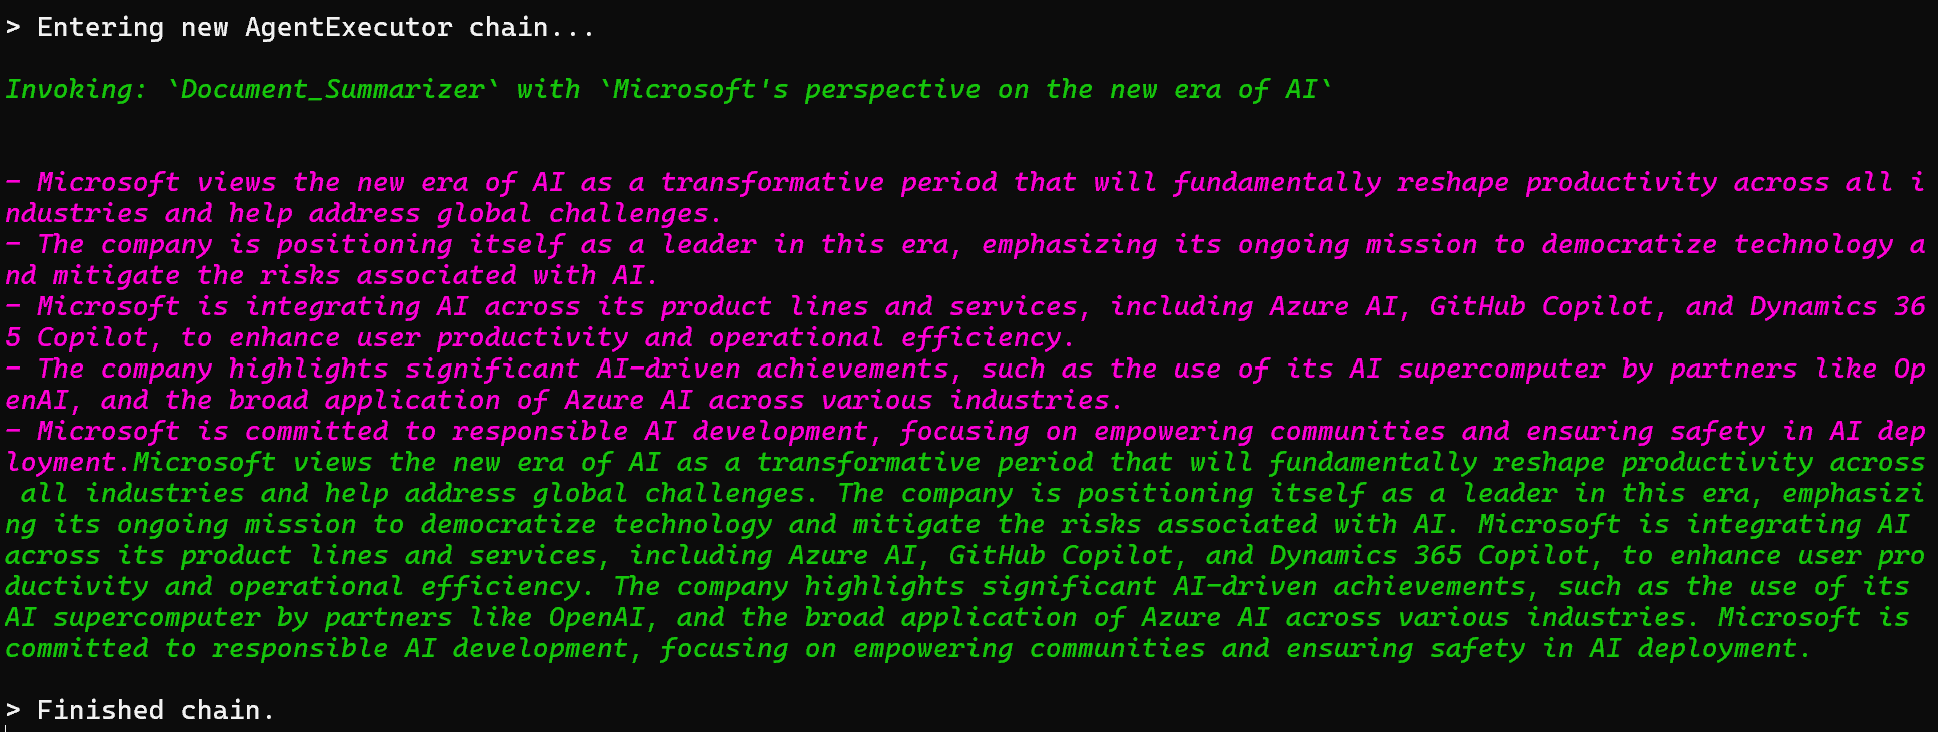 > Entering new AgentExecutor chain...
Invoking: `Document_Summarizer` with `Microsoft's perspective on the new era of AI`
- Microsoft views the new era of AI as a transformative period that will fundamentally reshape productivity across all i
ndustries and help address global challenges.
- The company is positioning itself as a leader in this era, emphasizing its ongoing mission to democratize technology a
nd mitigate the risks associated with AI.
- Microsoft is integrating AI across its product lines and services, including Azure AI, GitHub Copilot, and Dynamics 36
5 Copilot, to enhance user productivity and operational efficiency.
- The company highlights significant AI-driven achievements, such as the use of its AI supercomputer by partners like Op
enAI, and the broad application of Azure AI across various industries.
- Microsoft is committed to responsible AI development, focusing on empowering communities and ensuring safety in AI dep
loyment.Microsoft views the new era of AI as a transformative period that will fundamentally reshape productivity across
 all industries and help address global challenges. The company is positioning itself as a leader in this era, emphasizi
ng its ongoing mission to democratize technology and mitigate the risks associated with AI. Microsoft is integrating AI
across its product lines and services, including Azure AI, GitHub Copilot, and Dynamics 365 Copilot, to enhance user pro
ductivity and operational efficiency. The company highlights significant AI-driven achievements, such as the use of its
AI supercomputer by partners like OpenAI, and the broad application of Azure AI across various industries. Microsoft is
committed to responsible AI development, focusing on empowering communities and ensuring safety in AI deployment.
> Finished chain.